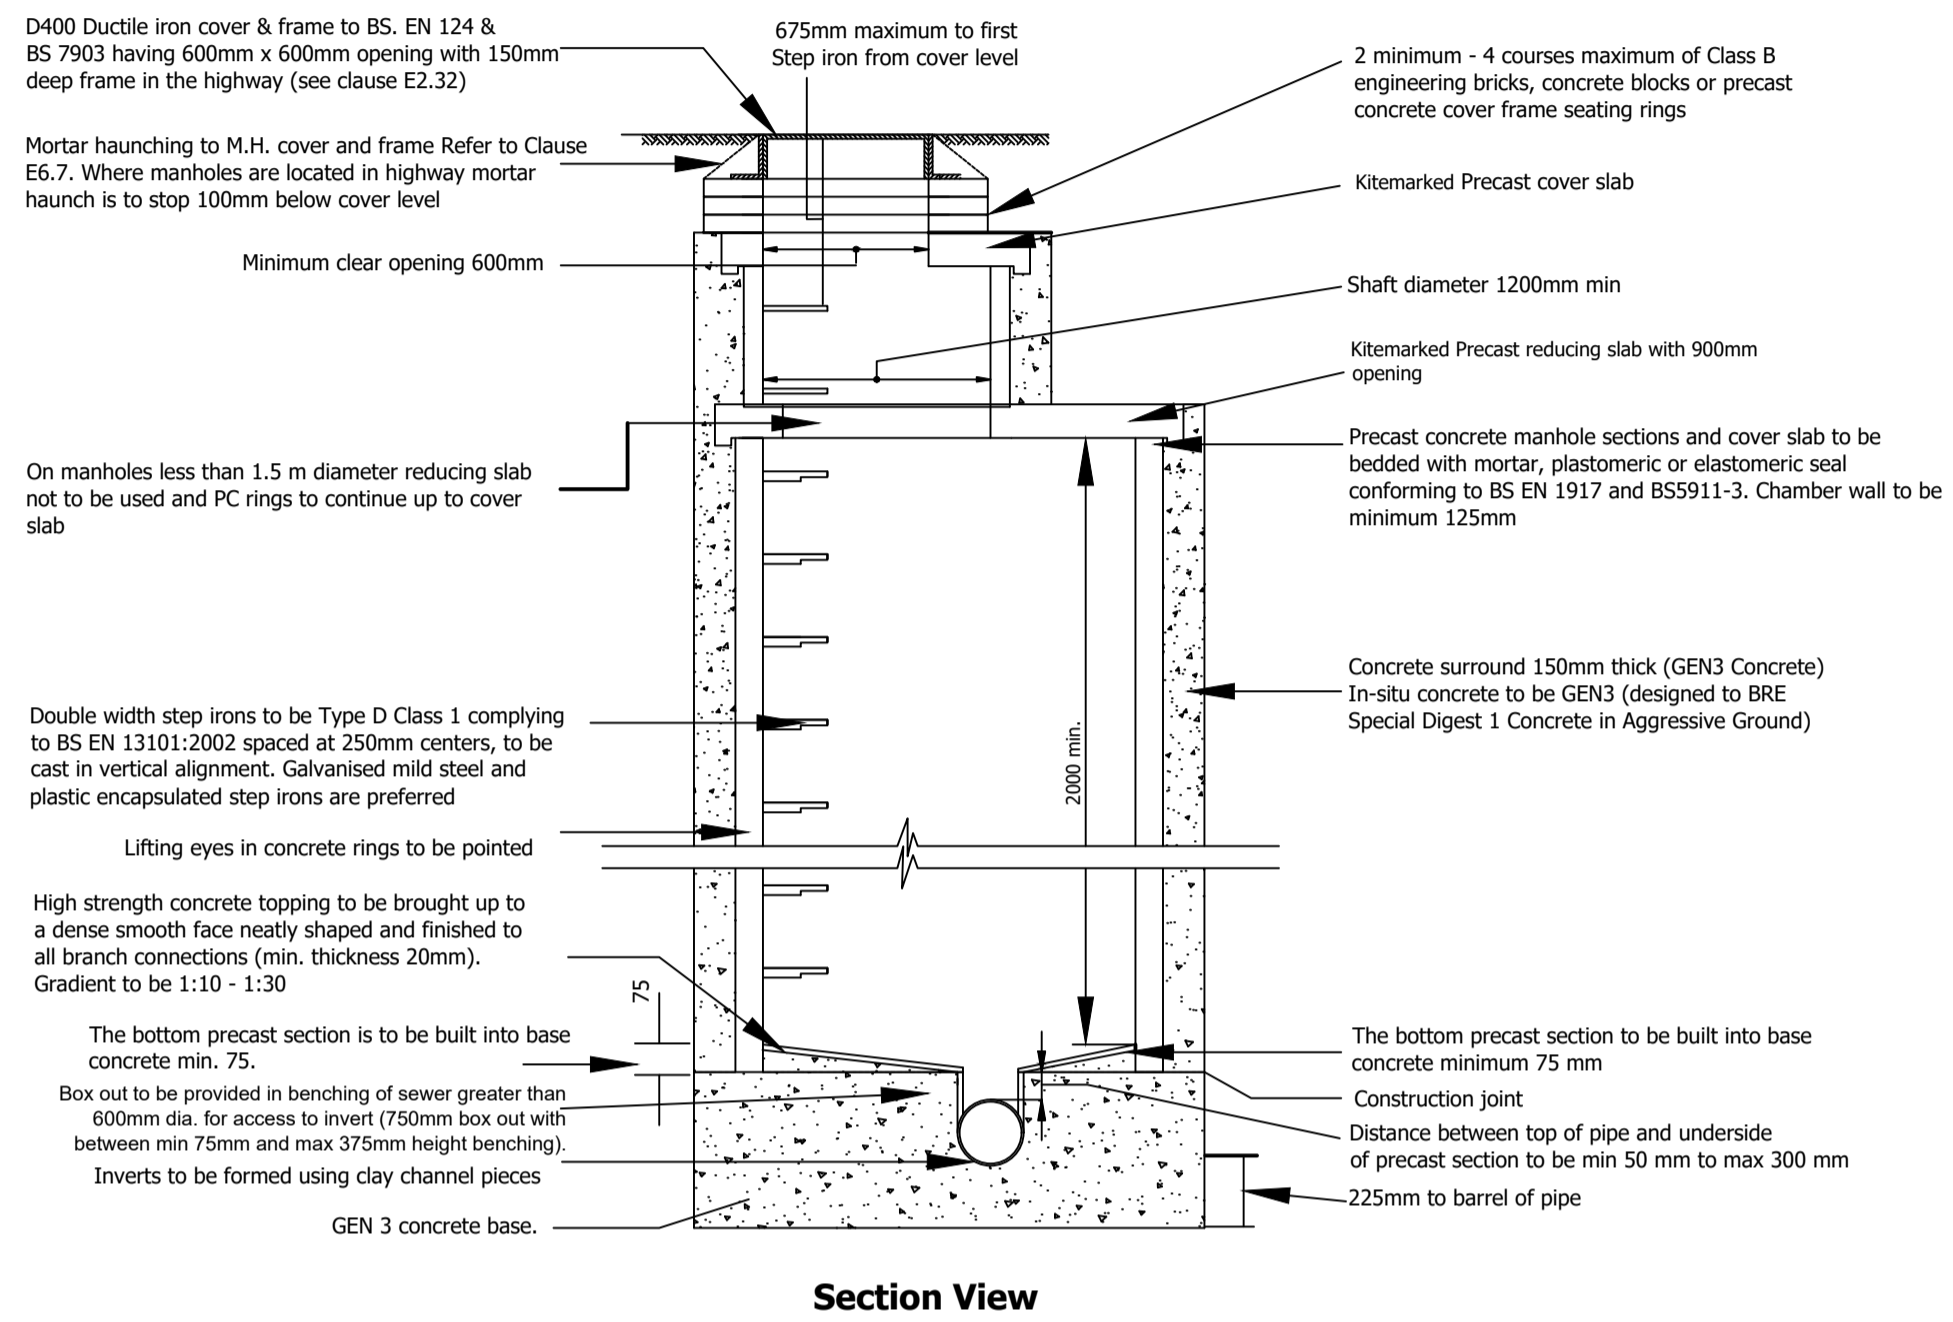 D400 Ductile iron cover & frame to BS. EN 124 &
BS 7903 having 600mm x 600mm opening with 150mm
deep frame in the highway (see clause E2.32)
675mm maximum to first
Step iron from cover level
2 minimum - 4 courses maximum of Class B
engineering bricks, concrete blocks or precast
concrete cover frame seating rings
Mortar haunching to M.H. cover and frame Refer to Clause
E6.7. Where manholes are located in highway mortar
haunch is to stop 100mm below cover level
Kitemarked Precast cover slab
Minimum clear opening 600mm
Shaft diameter 1200mm min
Kitemarked Precast reducing slab with 900mm
opening
On manholes less than 1.5 m diameter reducing slab
not to be used and PC rings to continue up to cover
slab
Precast concrete manhole sections and cover slab to be
bedded with mortar, plastomeric or elastomeric seal
conforming to BS EN 1917 and BS5911-3. Chamber wall to be
minimum 125mm
Concrete surround 150mm thick (GEN3 Concrete)
In-situ concrete to be GEN3 (designed to BRE
Special Digest 1 Concrete in Aggressive Ground)
Double width step irons to be Type D Class 1 complying
to BS EN 13101:2002 spaced at 250mm centers, to be
cast in vertical alignment. Galvanised mild steel and
plastic encapsulated step irons are preferred
2000 min.
Lifting eyes in concrete rings to be pointed
High strength concrete topping to be brought up to
a dense smooth face neatly shaped and finished to
all branch connections (min. thickness 20mm).
Gradient to be 1:10 - 1:30
75
The bottom precast section is to be built into base
concrete min. 75.
The bottom precast section to be built into base
concrete minimum 75 mm
Box out to be provided in benching of sewer greater than
600mm dia. for access to invert (750mm box out with
between min 75mm and max 375mm height benching).
Construction joint
Distance between top of pipe and underside
of precast section to be min 50 mm to max 300 mm
Inverts to be formed using clay channel pieces
225mm to barrel of pipe
GEN 3 concrete base.
Section View